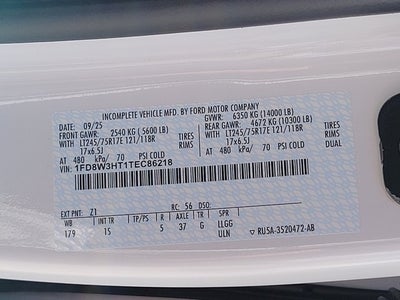 INCOMPLETE VEHICLE MFD. BY FORD MOTOR COMPANY
DATE: 09/25 GVWR: 6350 KG (14000 LB)
FRONT GAWR: 2540 KG (5600 LB) REAR GAWR: 4672 KG (10300 LB)
WITH LT245/75R17E 121/118R TIRES WITH LT245/75R17E 121/118R TIRES
17x6.5J RIMS 17x6.5J RIMS
AT 480 kPa/ 70 PSI COLD AT 480 kPa/ 70 PSI COLD DUAL
VIN: 1FD8W3HT1TEC86218
EXT PNT: Z1 RC: 56 DSO:
WB INT TR TP/PS R AXLE TR SPR
179 15 5 37 G LLGG
ULN RUSA-3520472-AB